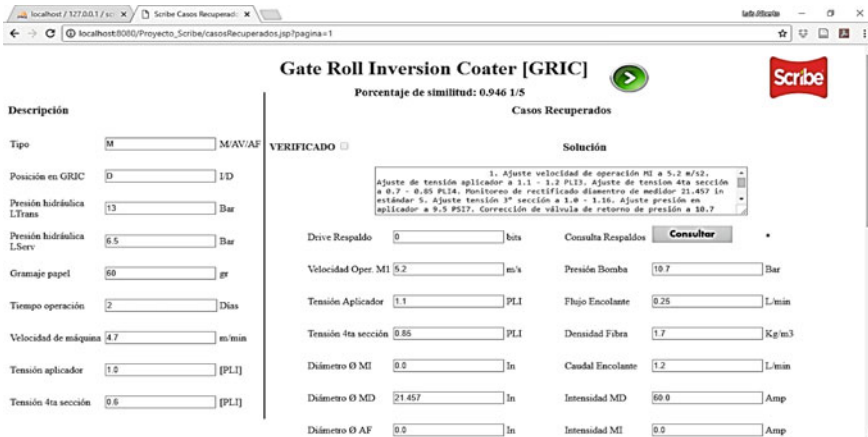 localhost / 127.0.0.1 / sc
Scribe Casos Recuperad
localhost:8080/Proyecto_Scribe/casosRecuperados.jsp?pagina=1
Gate Roll Inversion Coater [GRIC]
Scribe
Porcentaje de similitud: 0.946 1/5
Descripción
Casos Recuperados
Tipo M M/AV/AF
VERIFICADO
Solución
1. Ajuste velocidad de operación MI a 5.2 m/s2.
Ajuste de tensión aplicador a 1.1 - 1.2 PLI3. Ajuste de tension 4ta sección
a 0.7 - 0.85 PLI4. Monitoreo de rectificado diamentro de medidor 21.457 in
estándar 5. Ajuste tensión 3° sección a 1.0 - 1.16. Ajuste presión em
aplicador a 9.5 PSI7. Corrección de válvula de retorno de presión a 10.7
Posición en GRIC D I/D
Presión hidráulica
LTrans 13 Bar
Presión hidráulica
LServ 6.5 Bar
Gramaje papel 60 gr
Tiempo operación 2 Días
Velocidad de máquina 4.7 m/min
Tensión aplicador 1.0 [PLI]
Tensión 4ta sección 0.6 [PLI]
Drive Respaldo 0 bits
Consulta Respaldos Consultar *
Velocidad Oper. M1 5.2 m/s
Presión Bomba 10.7 Bar
Tensión Aplicador 1.1 PLI
Flujo Encolante 0.25 L/min
Tensión 4ta sección 0.85 PLI
Densidad Fibra 1.7 Kg/m3
Diámetro Ø MI 0.0 In
Caudal Encolante 1.2 L/min
Diámetro Ø MD 21.457 In
Intensidad MD 60.0 Amp
Diámetro Ø AF 0.0 In
Intensidad MI 0.0 Amp